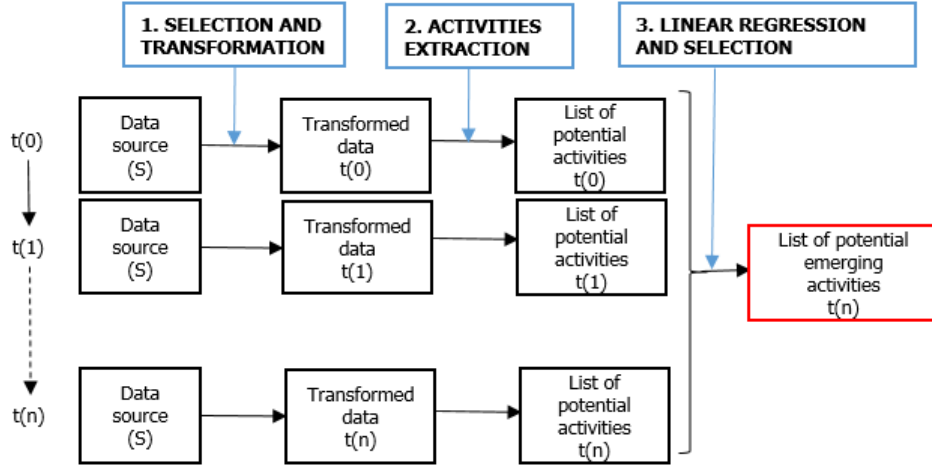 1. SELECTION AND
TRANSFORMATION
2. ACTIVITIES
EXTRACTION
3. LINEAR REGRESSION
AND SELECTION
t(0)
Data
source
(S)
Transformed
data
t(0)
List of
potential
activities
t(0)
t(1)
Data
source
(S)
Transformed
data
t(1)
List of
potential
activities
t(1)
List of potential
emerging
activities
t(n)
t(n)
Data
source
(S)
Transformed
data
t(n)
List of
potential
activities
t(n)